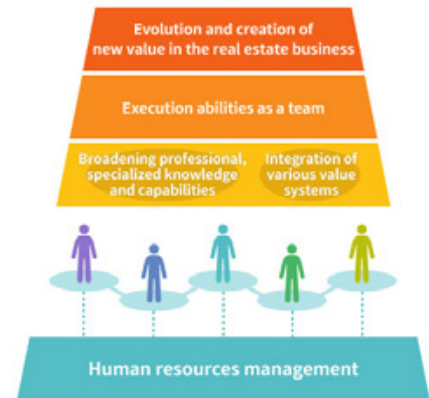 Evolution and creation of
new value in the real estate business
Execution abilities as a team
Broadening professional,
specialized knowledge
and capabilities
Integration of
various value
systems
Human resources management